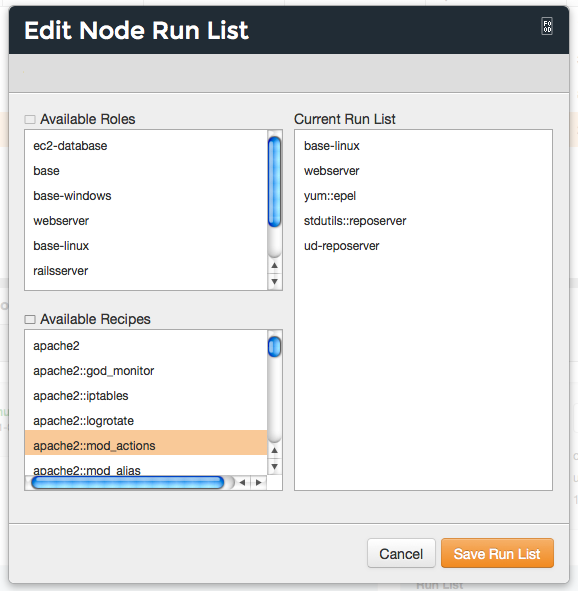 Edit Node Run List
Available Roles
ec2-database
base
base-windows
webserver
base-linux
railsserver
Available Recipes
apache2
apache2::god_monitor
apache2::iptables
apache2::logrotate
apache2::mod_actions
apache2::mod_alias
Current Run List
base-linux
webserver
yum::epel
stdutils::reposerver
ud-reposerver
Cancel
Save Run List
Run List